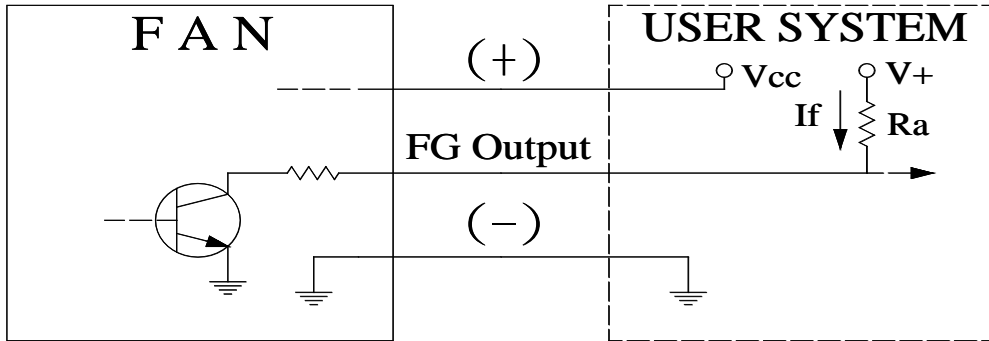 F A N
USER SYSTEM
(+)
Vcc
V+
If
Ra
FG Output
(-)